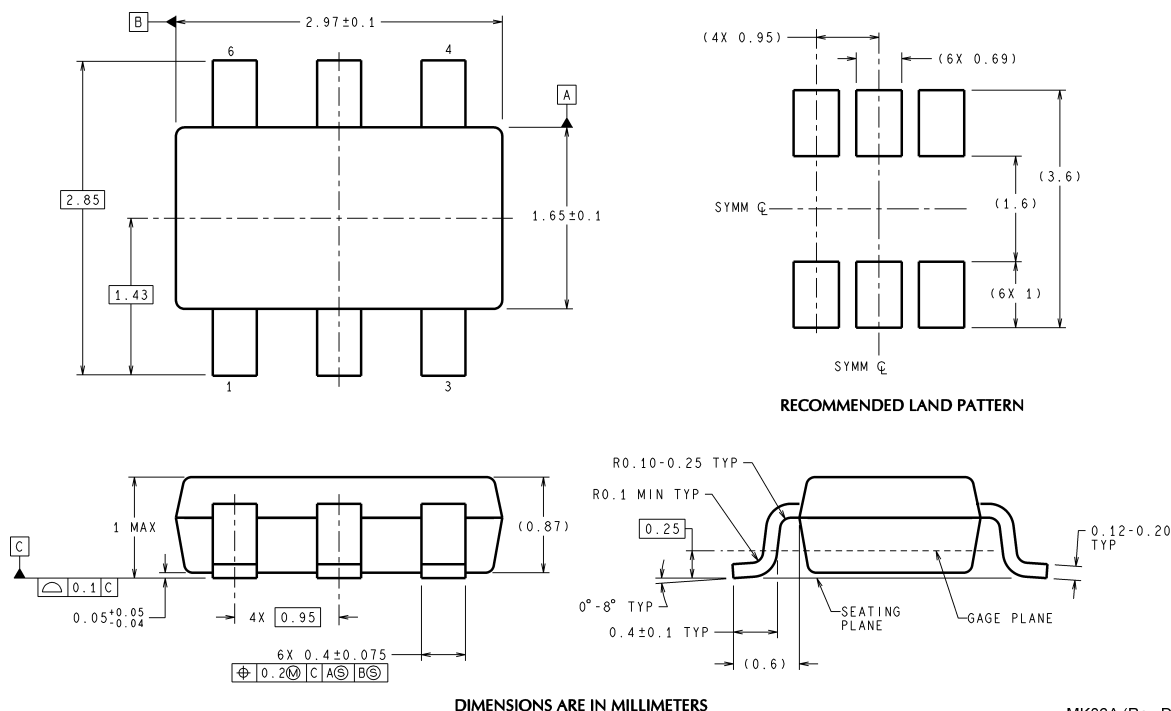 B
2.97±0.1
6
4
A
2.85
1.65±0.1
1.43
1
3
(4X 0.95)
(6X 0.69)
(3.6)
SYMM ℄
(1.6)
(6X 1)
SYMM ℄
RECOMMENDED LAND PATTERN
1 MAX
(0.87)
C
⌓ 0.1 C
0.05 +0.05 -0.04
4X 0.95
6X 0.4±0.075
⌖ 0.2Ⓜ C AⓈ BⓈ
R0.10-0.25 TYP
R0.1 MIN TYP
0.25
0.12-0.20
TYP
0°-8° TYP
SEATING
PLANE
GAGE PLANE
0.4±0.1 TYP
(0.6)
DIMENSIONS ARE IN MILLIMETERS